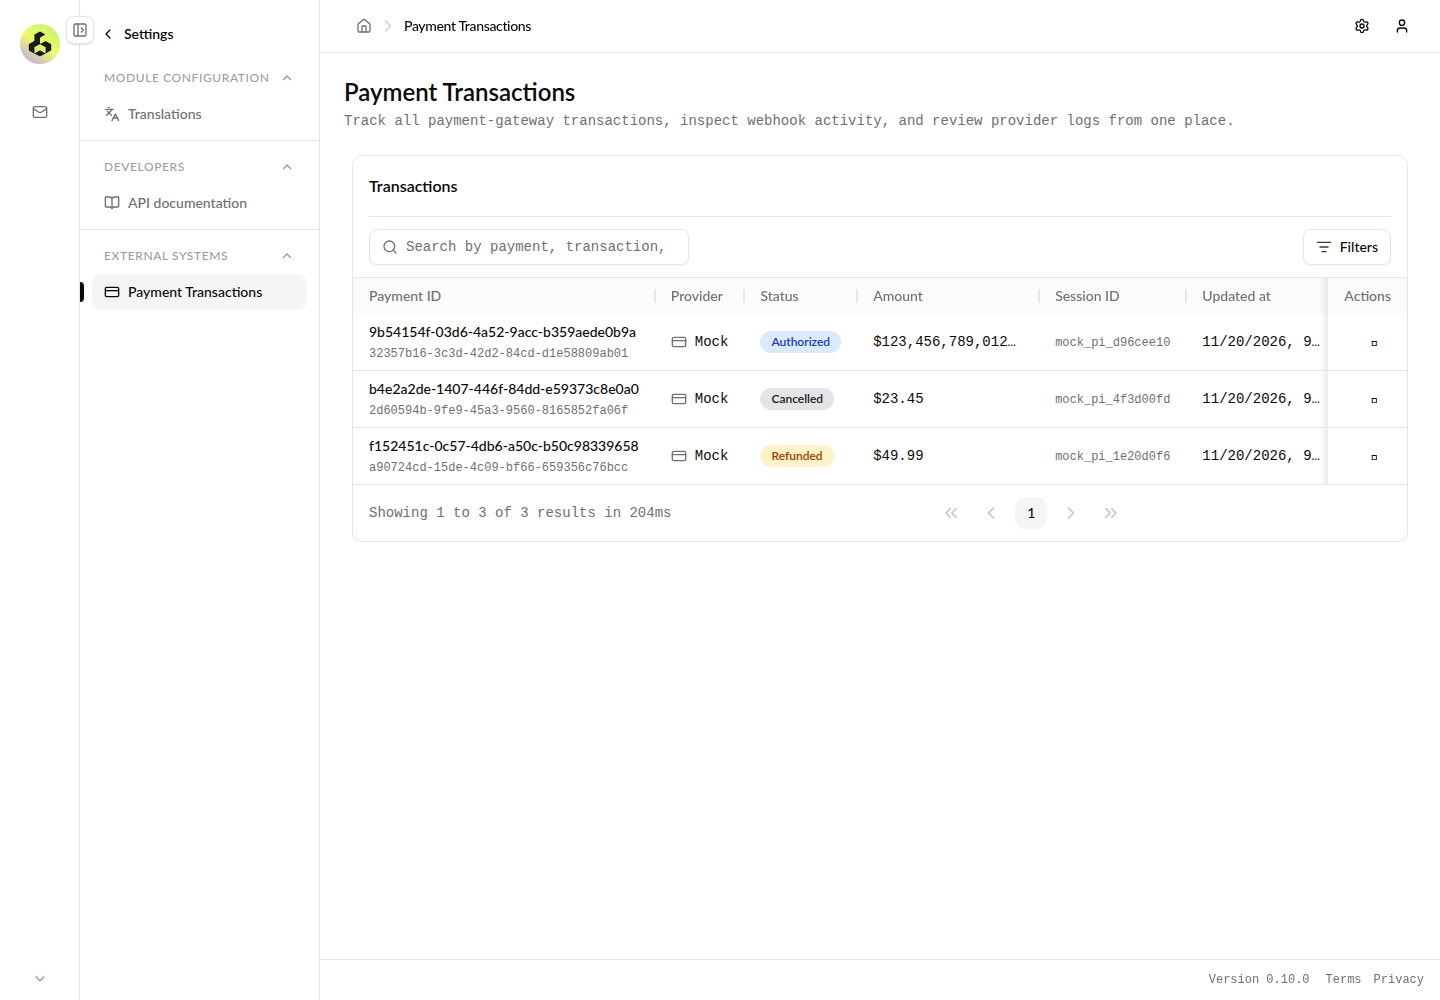 Settings
MODULE CONFIGURATION
Translations
DEVELOPERS
API documentation
EXTERNAL SYSTEMS
Payment Transactions
Payment Transactions
Payment Transactions
Track all payment-gateway transactions, inspect webhook activity, and review provider logs from one place.
Transactions
Search by payment, transaction,
Filters
Payment ID Provider Status Amount Session ID Updated at Actions
9b54154f-03d6-4a52-9acc-b359aede0b9a Mock Authorized $123,456,789,012… mock_pi_d96cee10 11/20/2026, 9…
32357b16-3c3d-42d2-84cd-d1e58809ab01
b4e2a2de-1407-446f-84dd-e59373c8e0a0 Mock Cancelled $23.45 mock_pi_4f3d00fd 11/20/2026, 9…
2d60594b-9fe9-45a3-9560-8165852fa06f
f152451c-0c57-4db6-a50c-b50c98339658 Mock Refunded $49.99 mock_pi_1e20d0f6 11/20/2026, 9…
a90724cd-15de-4c09-bf66-659356c76bcc
Showing 1 to 3 of 3 results in 204ms
1
Version 0.10.0 Terms Privacy